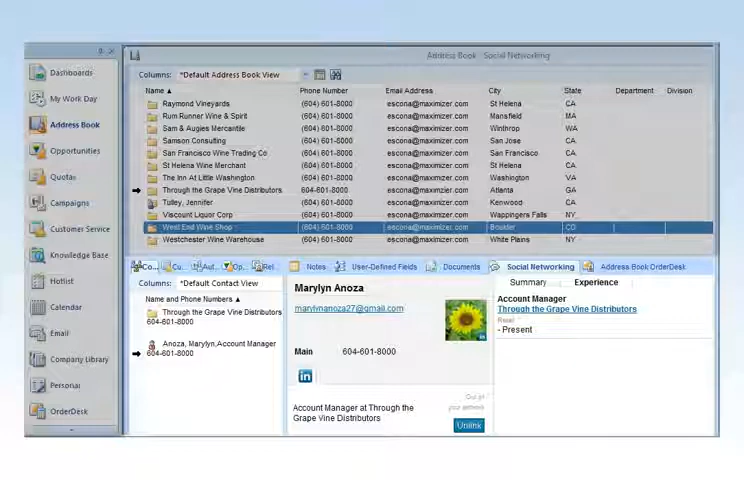 Address Book - Social Networking
Dashboards
My Work Day
Address Book
Opportunities
Quotas
Campaigns
Customer Service
Knowledge Base
Hotlist
Calendar
Email
Company Library
Personal
OrderDesk
Columns: *Default Address Book View
Name ▲ Phone Number Email Address City State Department Division
Raymond Vineyards (604) 601-8000 escona@maximizer.com St Helena CA
Rum Runner Wine & Spirit (604) 601-8000 escona@maximizer.com Mansfield MA
Sam & Augies Mercantile (604) 601-8000 escona@maximizer.com Winthrop WA
Samson Consulting (604) 601-8000 escona@maximizer.com San Jose CA
San Francisco Wine Trading Co (604) 601-8000 escona@maximizer.com San Francisco CA
St Helena Wine Merchant (604) 601-8000 escona@maximizer.com St Helena CA
The Inn At Little Washington (604) 601-8000 escona@maximizer.com Washington VA
Through the Grape Vine Distributors 604-601-8000 escona@maximizer.com Atlanta GA
Tulley, Jennifer (604) 601-8000 escona@maximizer.com Kenwood CA
Viscount Liquor Corp (604) 601-8000 escona@maximizer.com Wappingers Falls NY
West End Wine Shop (604) 601-8000 escona@maximizer.com Boulder CO
Westchester Wine Warehouse (604) 601-8000 escona@maximizer.com White Plains NY
Co... Cu... Aut... Op... Rel Notes User-Defined Fields Documents Social Networking Address Book OrderDesk
Columns: *Default Contact View
Name and Phone Numbers ▲
Through the Grape Vine Distributors
604-601-8000
Anoza, Marylyn,Account Manager
604-601-8000
Marylyn Anoza
marylynanoza27@gmail.com
Main 604-601-8000
in
Account Manager at Through the
Grape Vine Distributors
Out of
your network
Unlink
Summary Experience
Account Manager
Through the Grape Vine Distributors
Retail
- Present